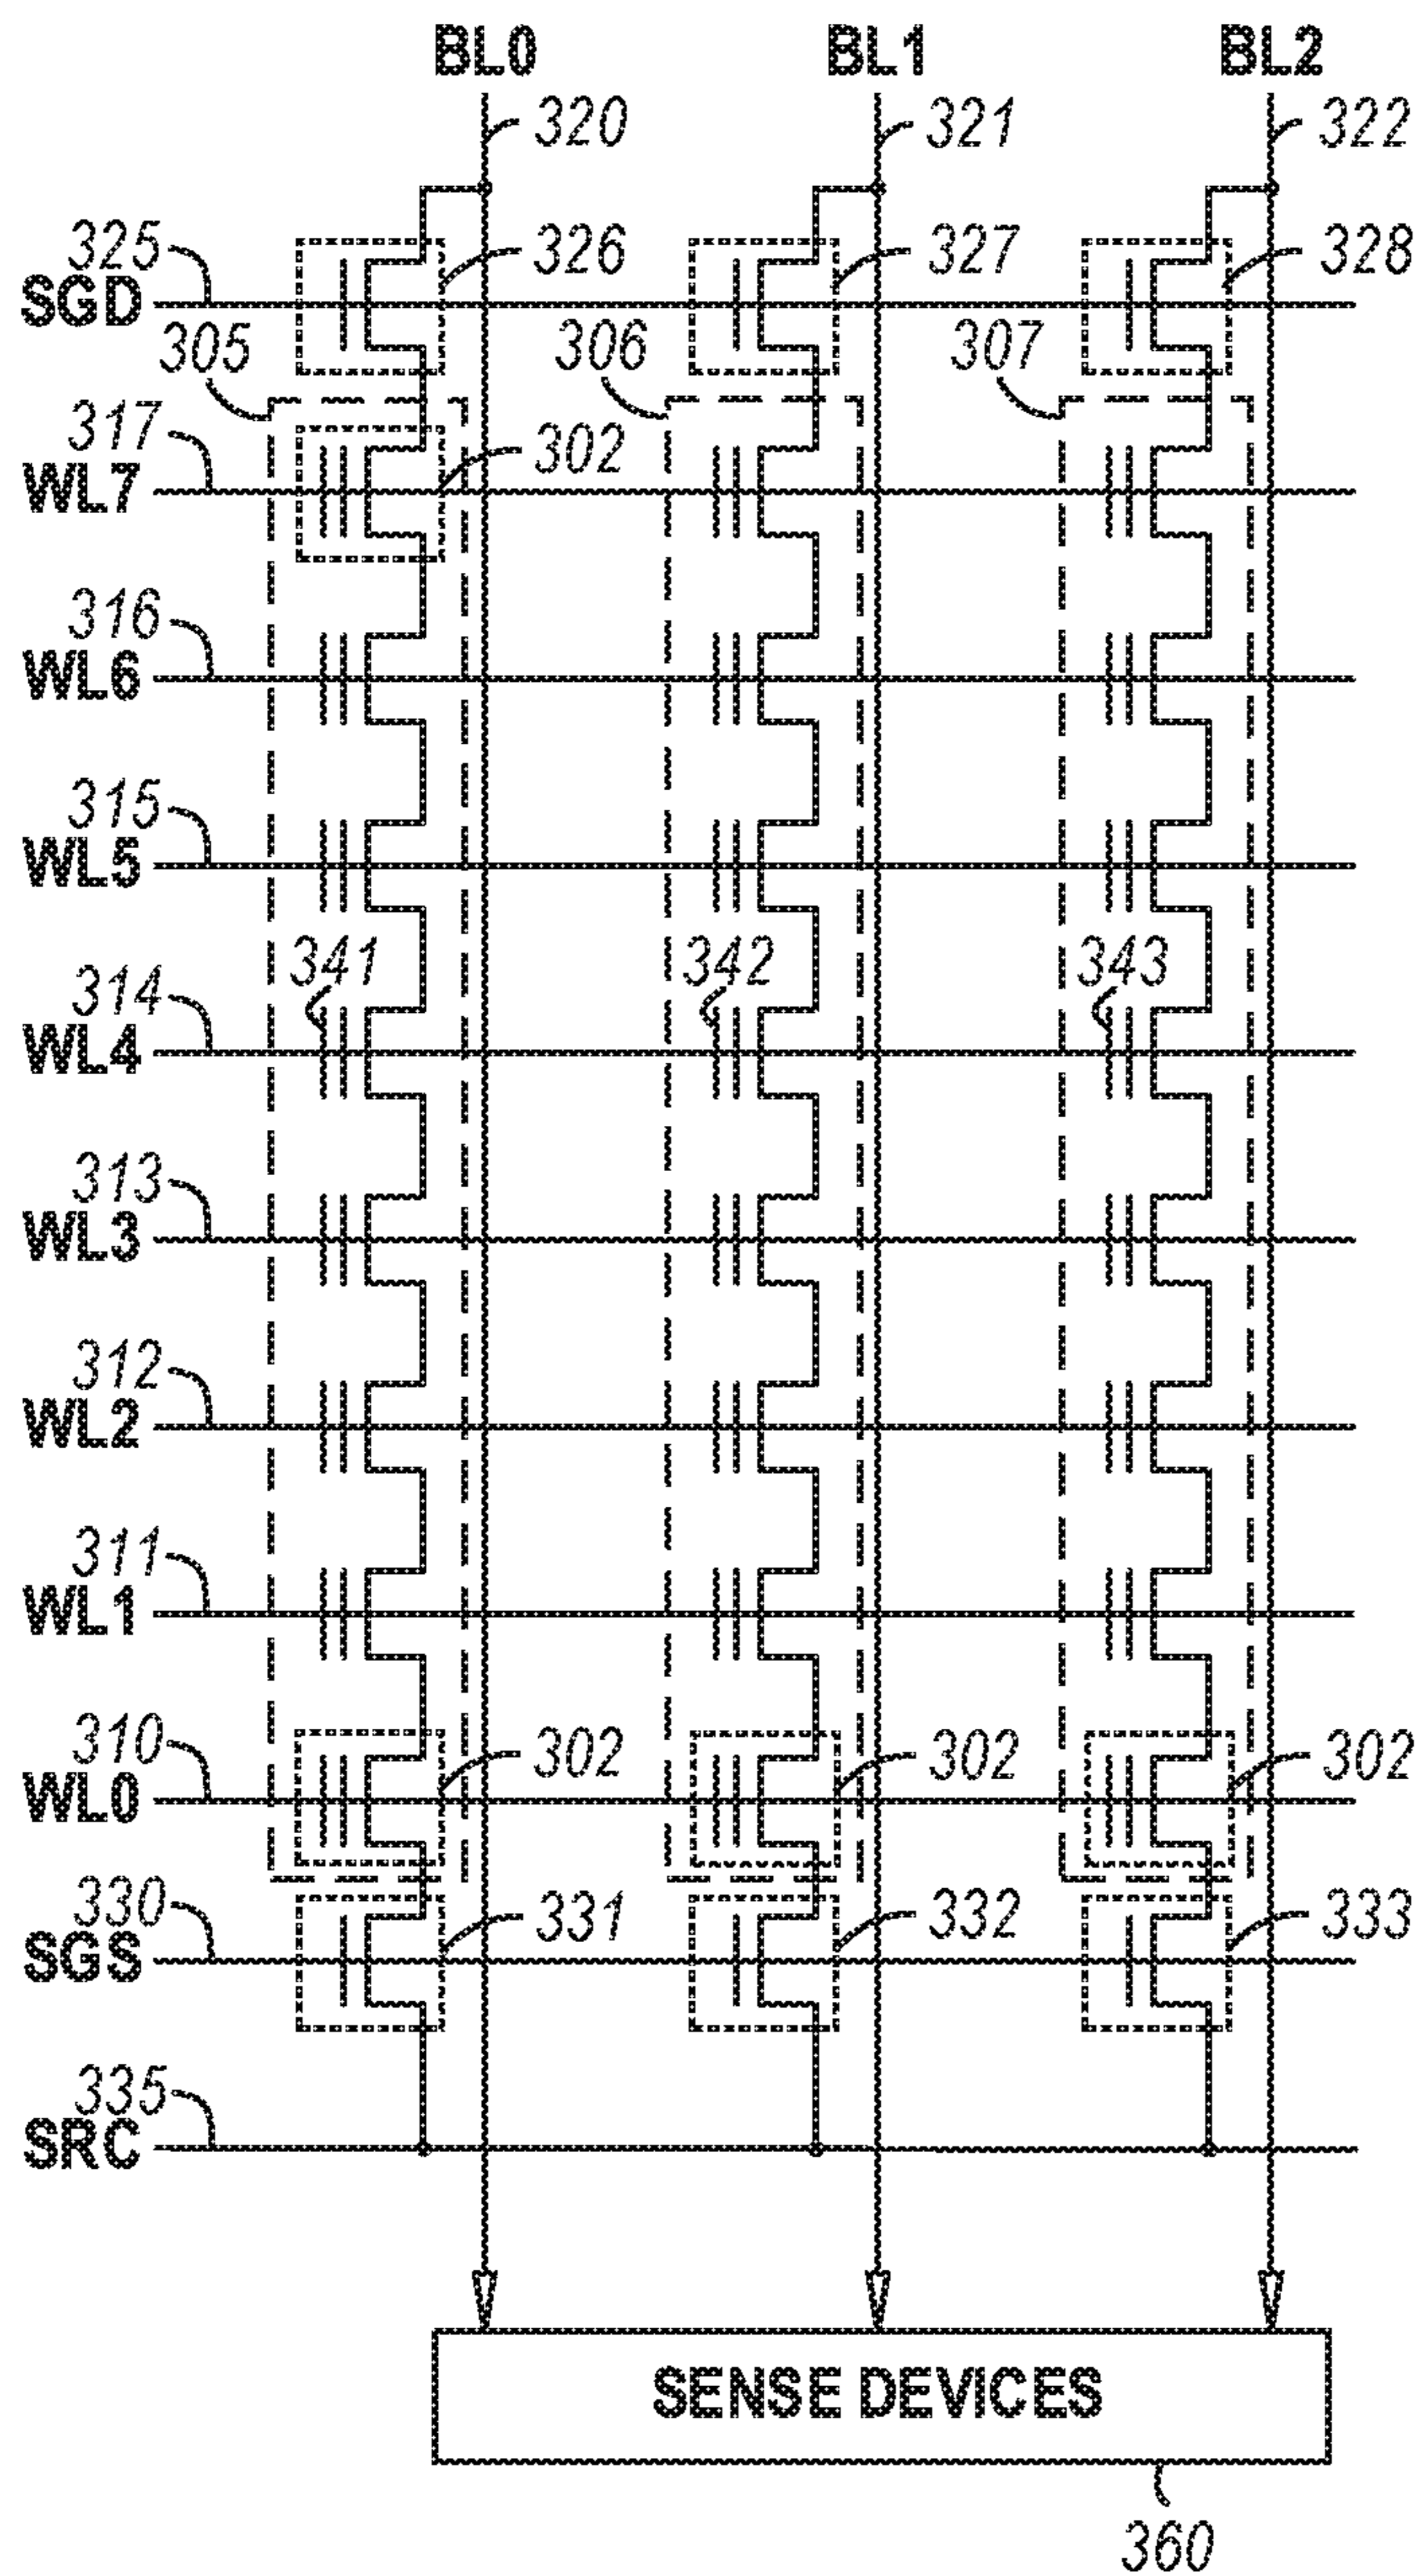 BL0 BL1 BL2
320 321 322
325 326 327 328
SGD
305 306 307
317 302
WL7
316
WL6
315
WL5
341 342 343
314
WL4
313
WL3
312
WL2
311
WL1
310 302 302 302
WL0
330 331 332 333
SGS
335
SRC
SENSE DEVICES
360